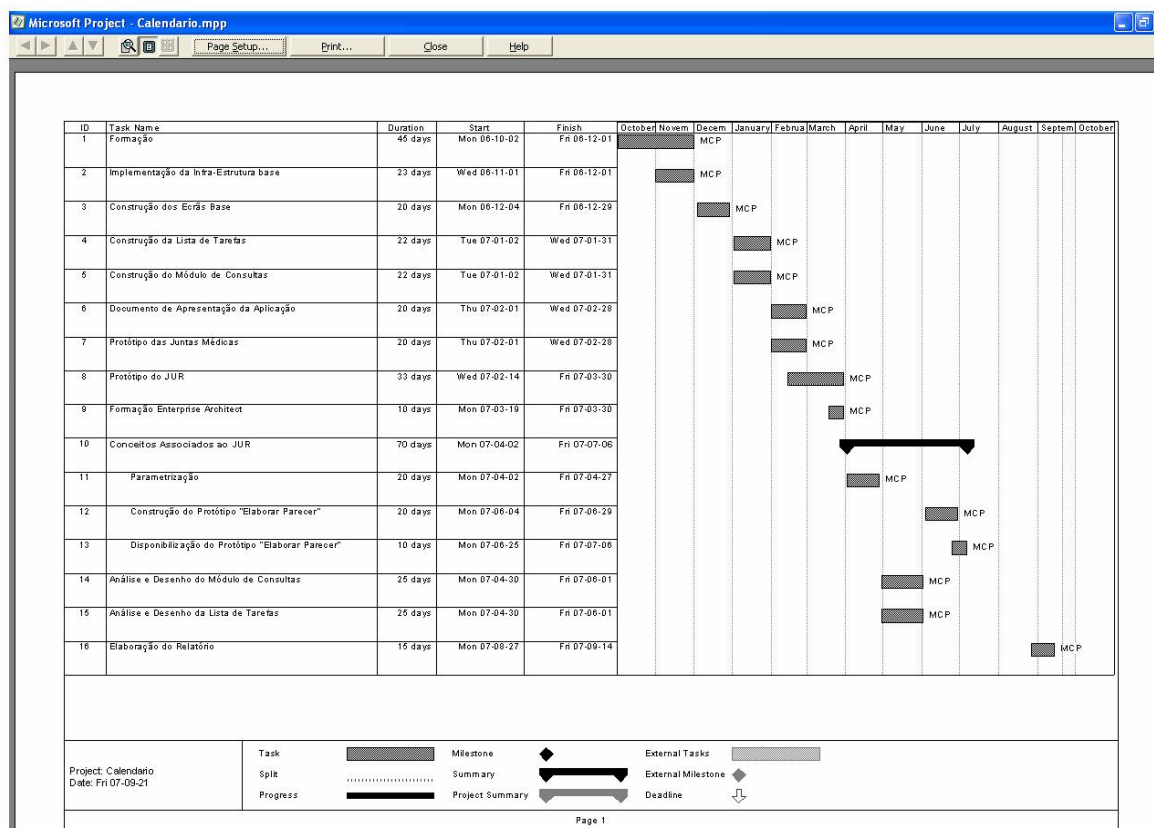 Microsoft Project - Calendario.mpp
Page Setup... Print... Close Help
ID Task Name Duration Start Finish October Novem Decem January Februa March April May June July August Septem October
1 Formação 45 days Mon 06-10-02 Fri 06-12-01 MCP
2 Implementação da Infra-Estrutura base 23 days Wed 06-11-01 Fri 06-12-01 MCP
3 Construção dos Ecrãs Base 20 days Mon 06-12-04 Fri 06-12-29 MCP
4 Construção da Lista de Tarefas 22 days Tue 07-01-02 Wed 07-01-31 MCP
5 Construção do Módulo de Consultas 22 days Tue 07-01-02 Wed 07-01-31 MCP
6 Documento de Apresentação da Aplicação 20 days Thu 07-02-01 Wed 07-02-28 MCP
7 Protótipo das Juntas Médicas 20 days Thu 07-02-01 Wed 07-02-28 MCP
8 Protótipo do JUR 33 days Wed 07-02-14 Fri 07-03-30 MCP
9 Formação Enterprise Architect 10 days Mon 07-03-19 Fri 07-03-30 MCP
10 Conceitos Associados ao JUR 70 days Mon 07-04-02 Fri 07-07-06
11 Parametrização 20 days Mon 07-04-02 Fri 07-04-27 MCP
12 Construção do Protótipo "Elaborar Parecer" 20 days Mon 07-06-04 Fri 07-06-29 MCP
13 Disponibilização do Protótipo "Elaborar Parecer" 10 days Mon 07-06-25 Fri 07-07-06 MCP
14 Análise e Desenho do Módulo de Consultas 25 days Mon 07-04-30 Fri 07-06-01 MCP
15 Análise e Desenho da Lista de Tarefas 25 days Mon 07-04-30 Fri 07-06-01 MCP
16 Elaboração do Relatório 15 days Mon 07-08-27 Fri 07-09-14 MCP
Project: Calendario
Date: Fri 07-09-21
Task Milestone External Tasks
Split Summary External Milestone
Progress Project Summary Deadline
Page 1